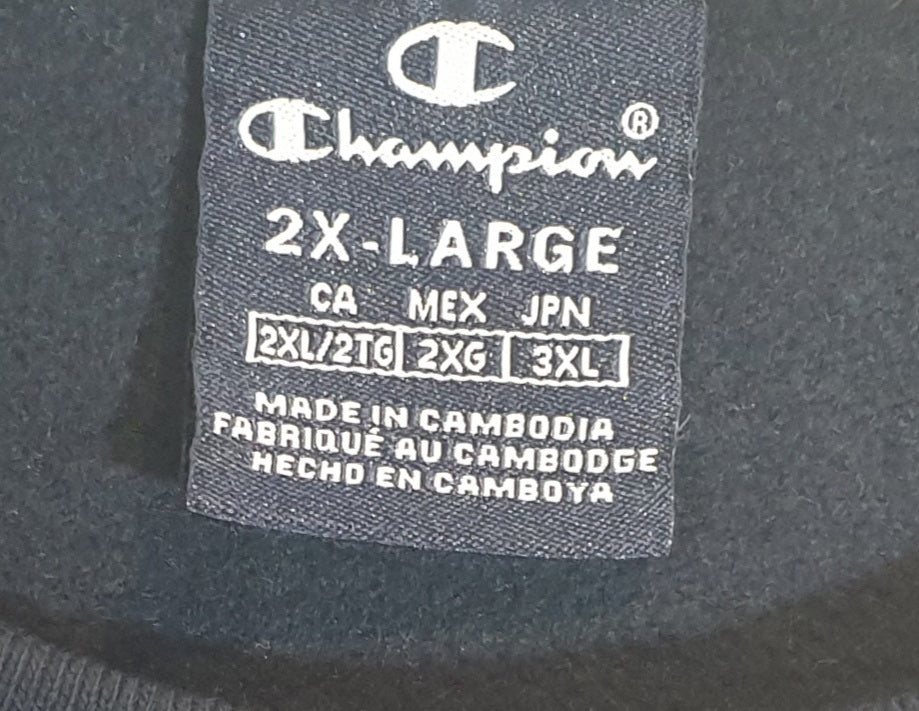 C
Champion®
2X-LARGE
CA MEX JPN
2XL/2TG 2XG 3XL
MADE IN CAMBODIA
FABRIQUÉ AU CAMBODGE
HECHO EN CAMBOYA